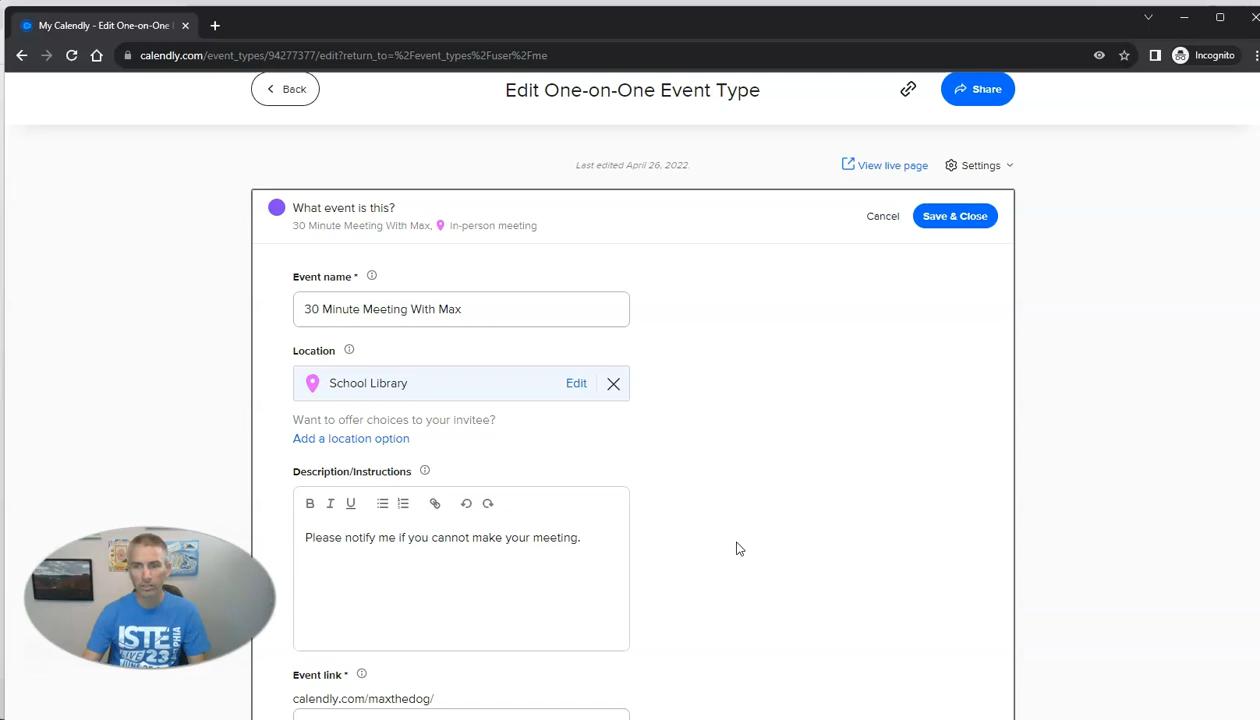 My Calendly - Edit One-on-One
calendly.com/event_types/94277377/edit?return_to=%2Fevent_types%2Fuser%2Fme
Incognito
Back
Edit One-on-One Event Type
Share
Last edited April 26, 2022.
View live page
Settings
What event is this?
30 Minute Meeting With Max, In-person meeting
Cancel
Save & Close
Event name *
30 Minute Meeting With Max
Location
School Library
Edit
Want to offer choices to your invitee?
Add a location option
Description/Instructions
B I U
Please notify me if you cannot make your meeting.
ISTE
LIVE 23
Event link *
calendly.com/maxthedog/